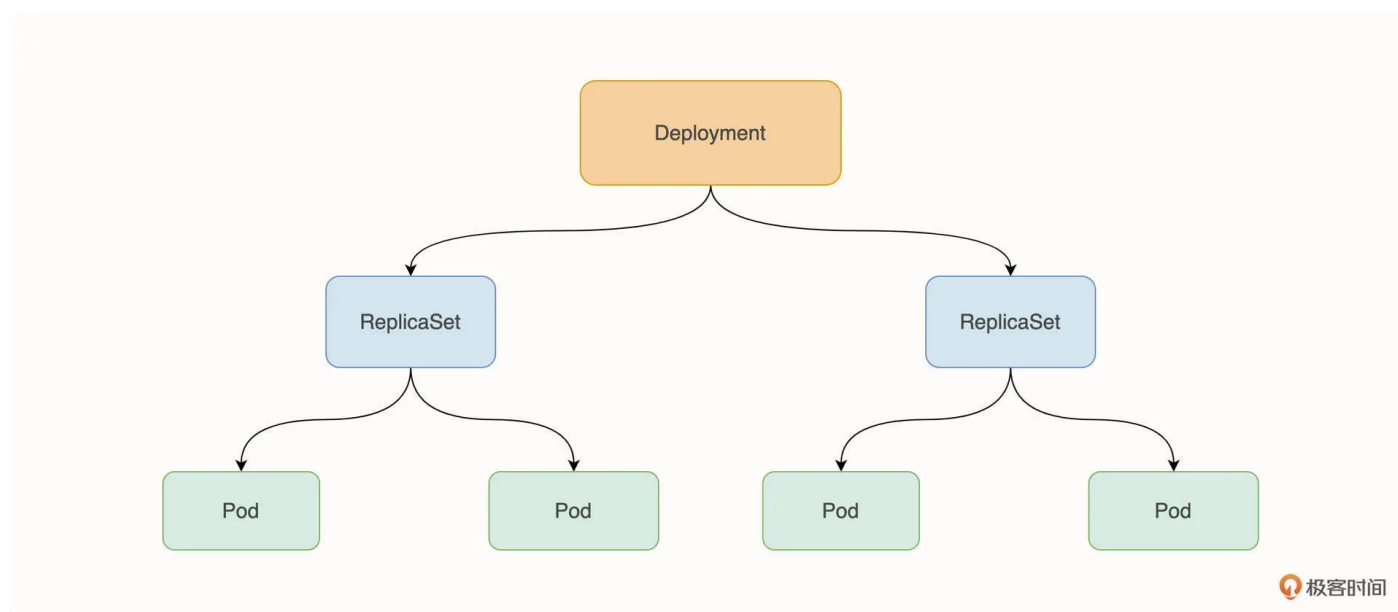 Deployment
ReplicaSet
ReplicaSet
Pod
Pod
Pod
Pod
极客时间